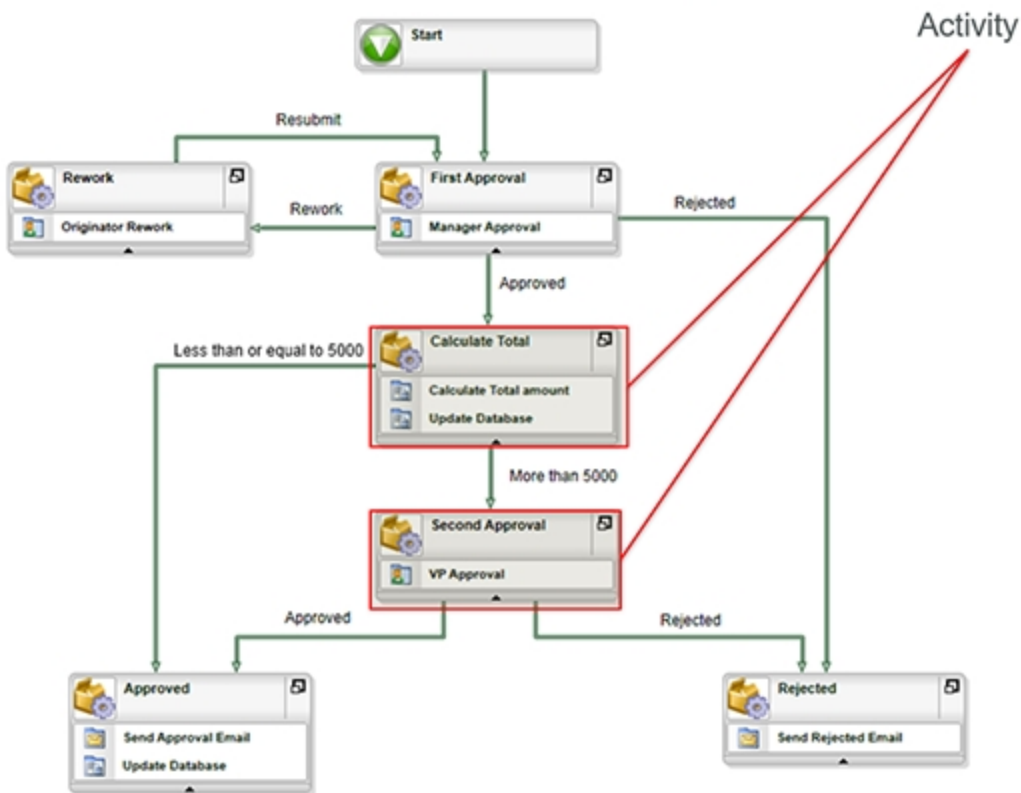 Activity
Start
Resubmit
Rework
Originator Rework
Rework
First Approval
Manager Approval
Rejected
Approved
Less than or equal to 5000
Calculate Total
Calculate Total amount
Update Database
More than 5000
Second Approval
VP Approval
Approved
Rejected
Approved
Send Approval Email
Update Database
Rejected
Send Rejected Email